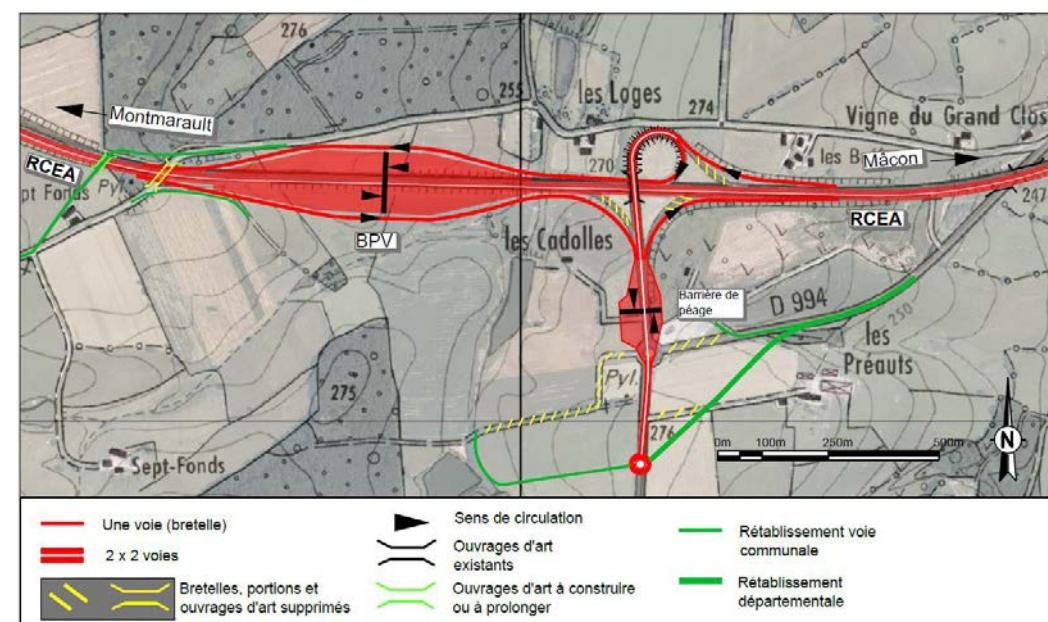 276
Montmarault
les Loges
255
274
Vigne du Grand Clos
Mâcon
270
RCEA
Pyl.
pt Fonds
247
BPV
RCEA
les Cadolles
Barrière de
péage
D 994
250
les
Préauts
Pyl.
275
276
0m 100m 250m 500m
N
Sept-Fonds
Une voie (bretelle)
2 x 2 voies
Bretelles, portions et
ouvrages d'art supprimés
Sens de circulation
Ouvrages d'art
existants
Ouvrages d'art à construire
ou à prolonger
Rétablissement voie
communale
Rétablissement
départementale